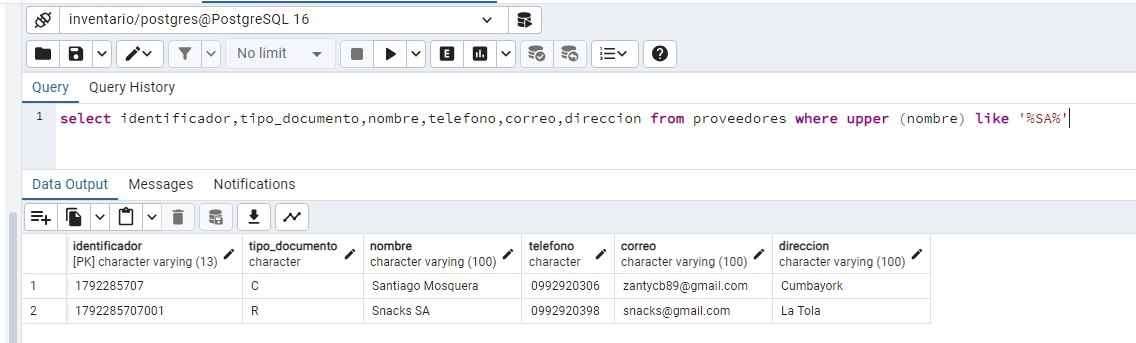 inventario/postgres@PostgreSQL 16
No limit
E
Query Query History
1 select identificador,tipo_documento,nombre,telefono,correo,direccion from proveedores where upper (nombre) like '%SA%'
Data Output Messages Notifications
identificador tipo_documento nombre telefono correo direccion
[PK] character varying (13) character character varying (100) character character varying (100) character varying (100)
1 1792285707 C Santiago Mosquera 0992920306 zantycb89@gmail.com Cumbayork
2 1792285707001 R Snacks SA 0992920398 snacks@gmail.com La Tola